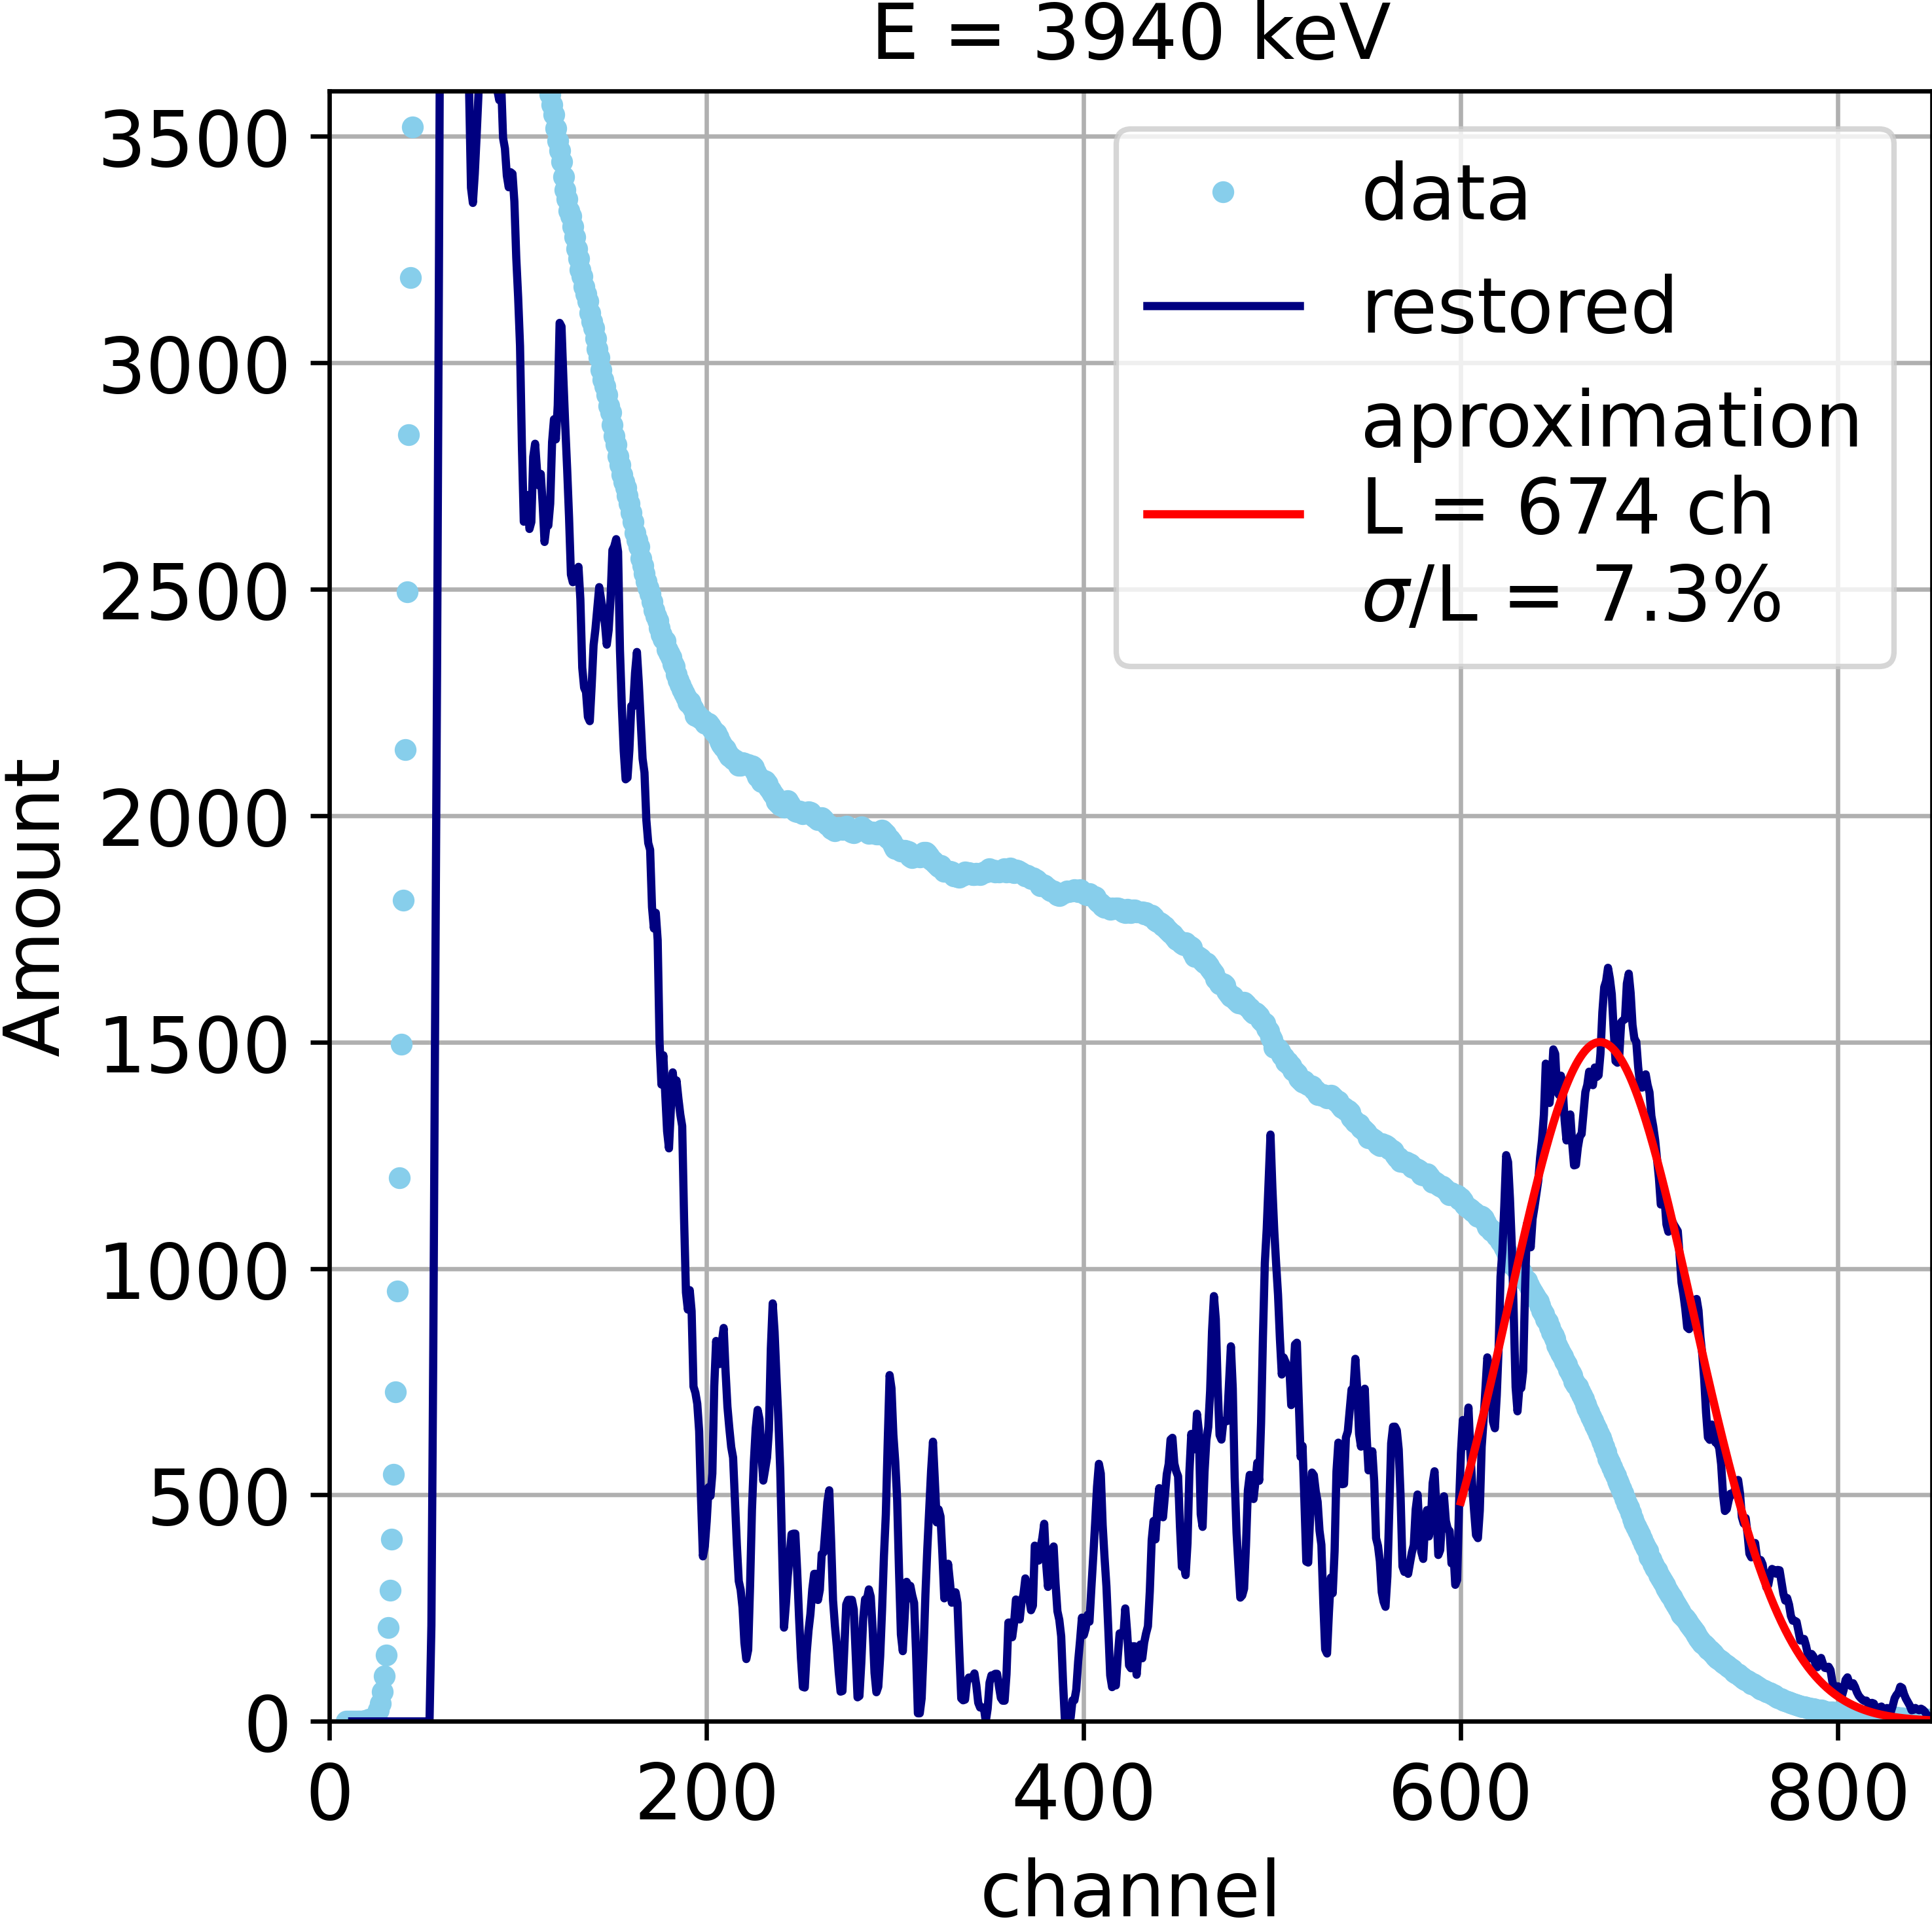 E = 3940 keV
3500
3000
2500
2000
1500
1000
500
0
Amount
data
restored
aproximation
L = 674 ch
σ/L = 7.3%
0 200 400 600 800
channel